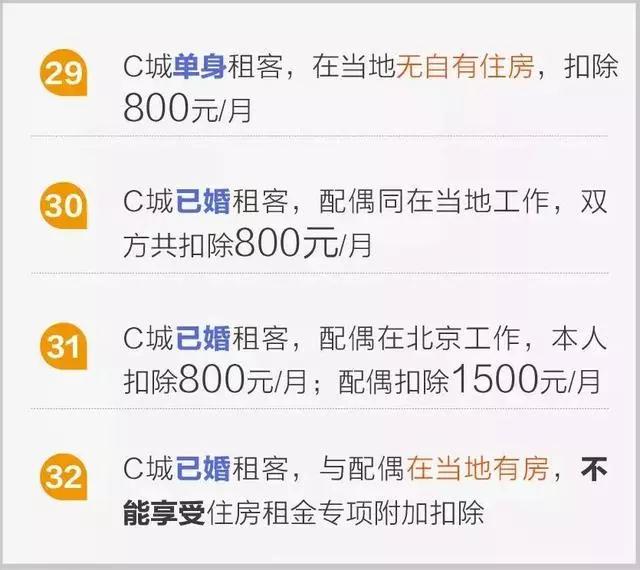 29
C城单身租客，在当地无自有住房，扣除
800元/月
30
C城已婚租客，配偶同在当地工作，双
方共扣除800元/月
31
C城已婚租客，配偶在北京工作，本人
扣除800元/月；配偶扣除1500元/月
32
C城已婚租客，与配偶在当地有房，不
能享受住房租金专项附加扣除